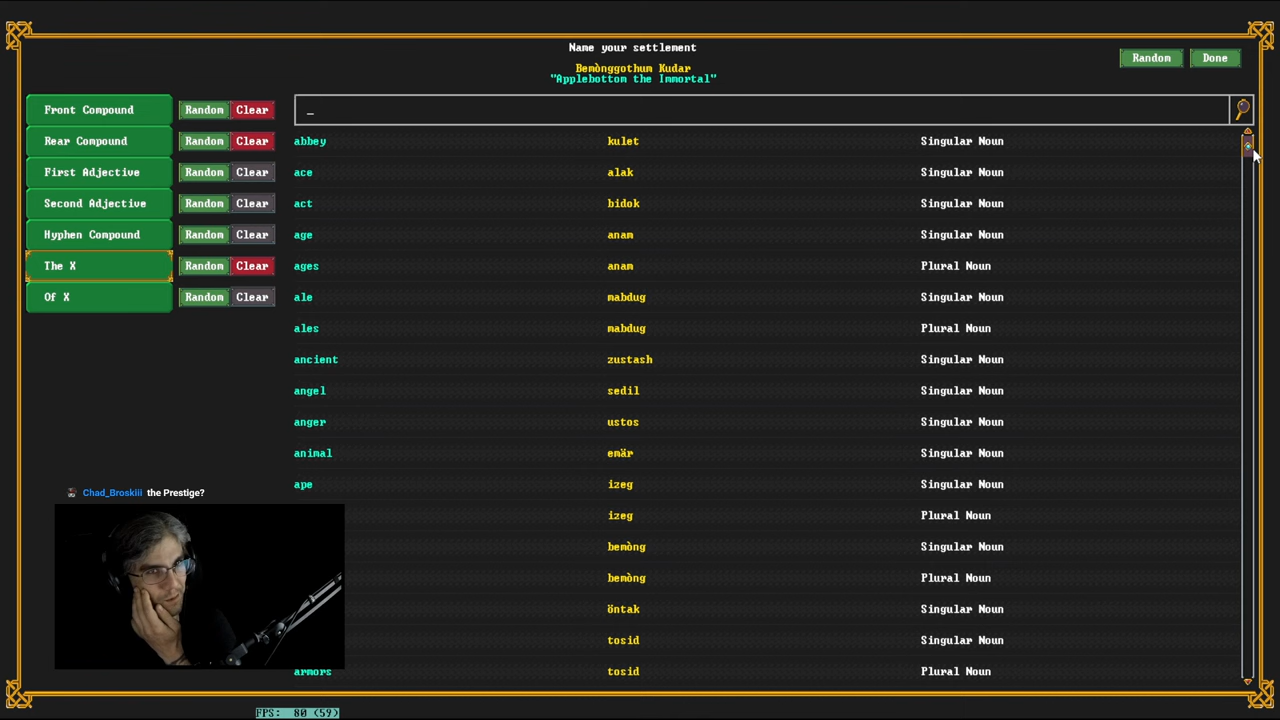 Name your settlement
Bemònggothum Kudar
"Applebottom the Immortal"
Random Done
Front Compound Random Clear
_
Rear Compound Random Clear
First Adjective Random Clear
Second Adjective Random Clear
Hyphen Compound Random Clear
The X Random Clear
Of X Random Clear
abbey kulet Singular Noun
ace alak Singular Noun
act bidok Singular Noun
age anam Singular Noun
ages anam Plural Noun
ale mabdug Singular Noun
ales mabdug Plural Noun
ancient zustash Singular Noun
angel sedil Singular Noun
anger ustos Singular Noun
animal emär Singular Noun
ape izeg Singular Noun
izeg Plural Noun
bemòng Singular Noun
bemòng Plural Noun
öntak Singular Noun
tosid Singular Noun
armors tosid Plural Noun
Chad_Broskiii the Prestige?
FPS: 80 (59)